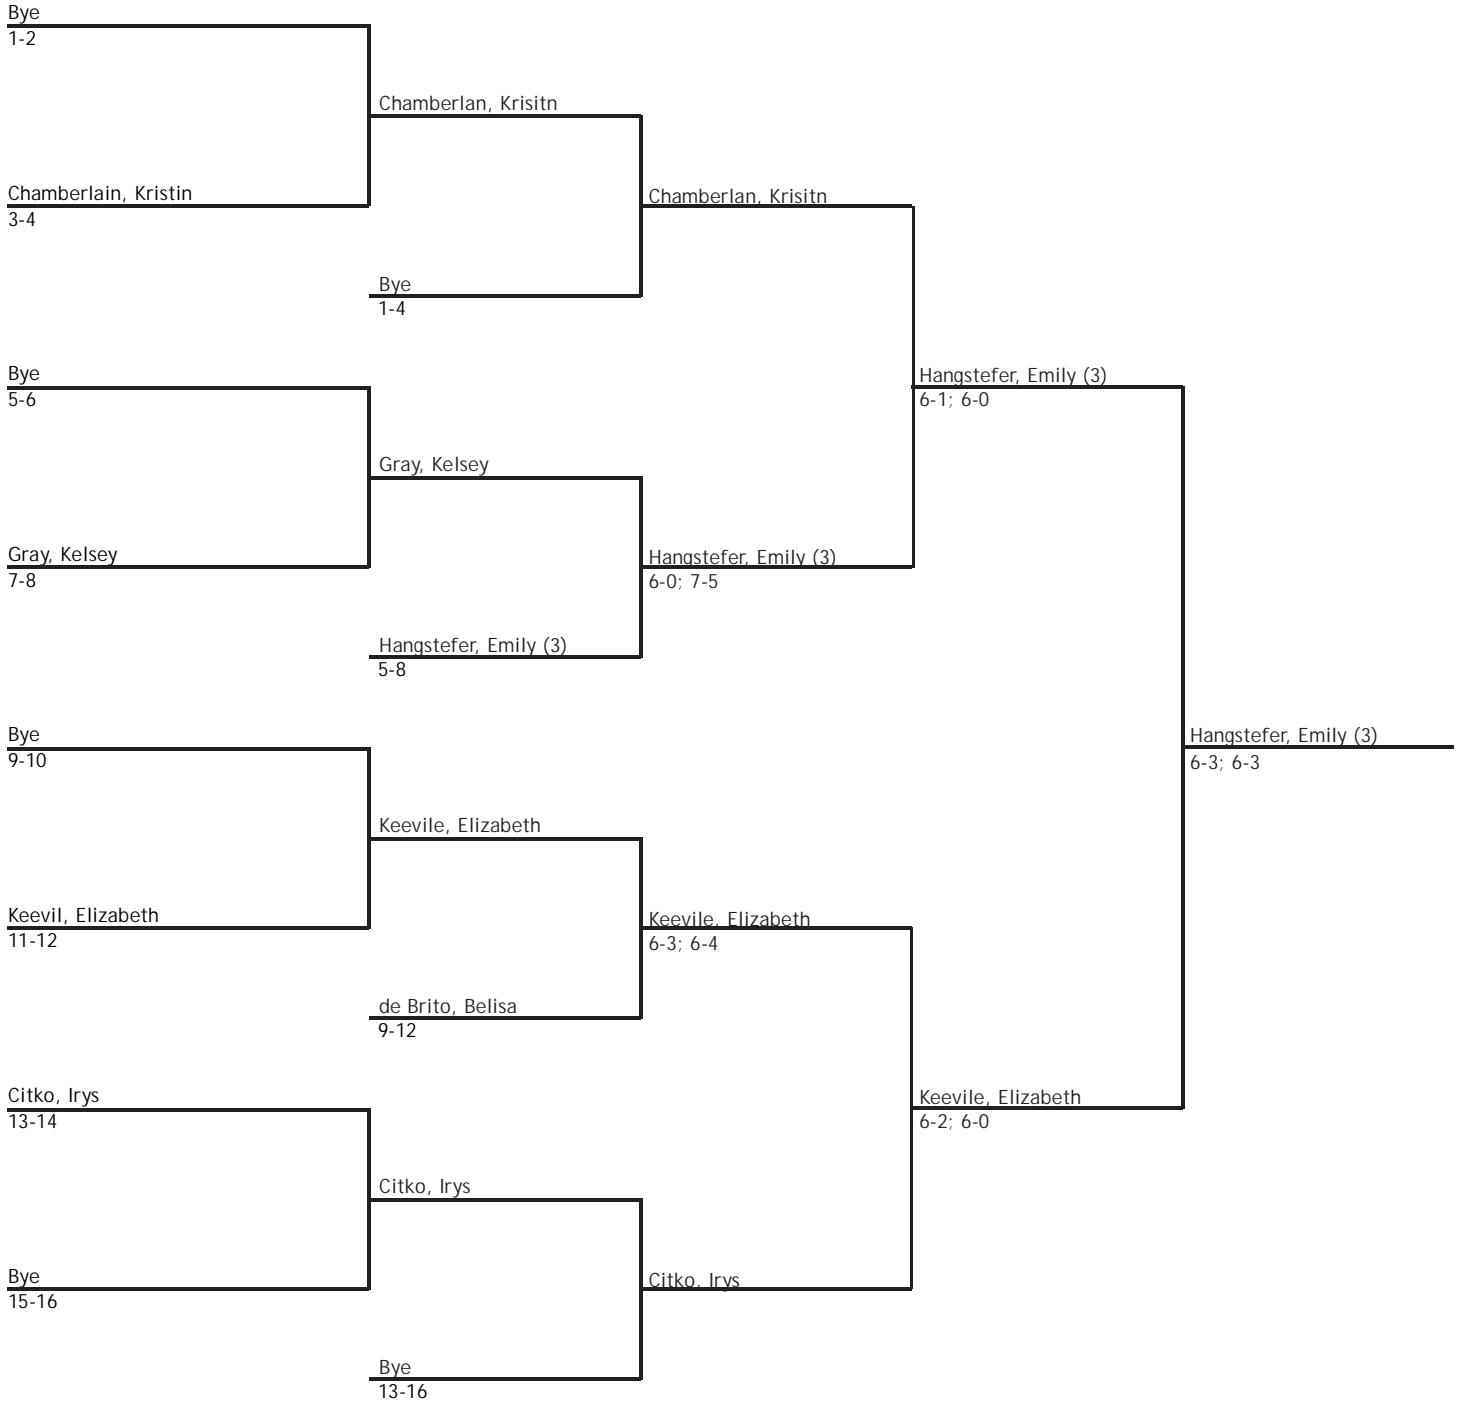 Bye
1-2
Chamberlan, Krisitn
Chamberlain, Kristin
3-4
Chamberlan, Krisitn
Bye
1-4
Bye
5-6
Hangstefer, Emily (3)
6-1; 6-0
Gray, Kelsey
Gray, Kelsey
7-8
Hangstefer, Emily (3)
6-0; 7-5
Hangstefer, Emily (3)
5-8
Bye
9-10
Hangstefer, Emily (3)
6-3; 6-3
Keevile, Elizabeth
Keevil, Elizabeth
11-12
Keevile, Elizabeth
6-3; 6-4
de Brito, Belisa
9-12
Citko, Irys
13-14
Keevile, Elizabeth
6-2; 6-0
Citko, Irys
Bye
15-16
Citko, Irys
Bye
13-16